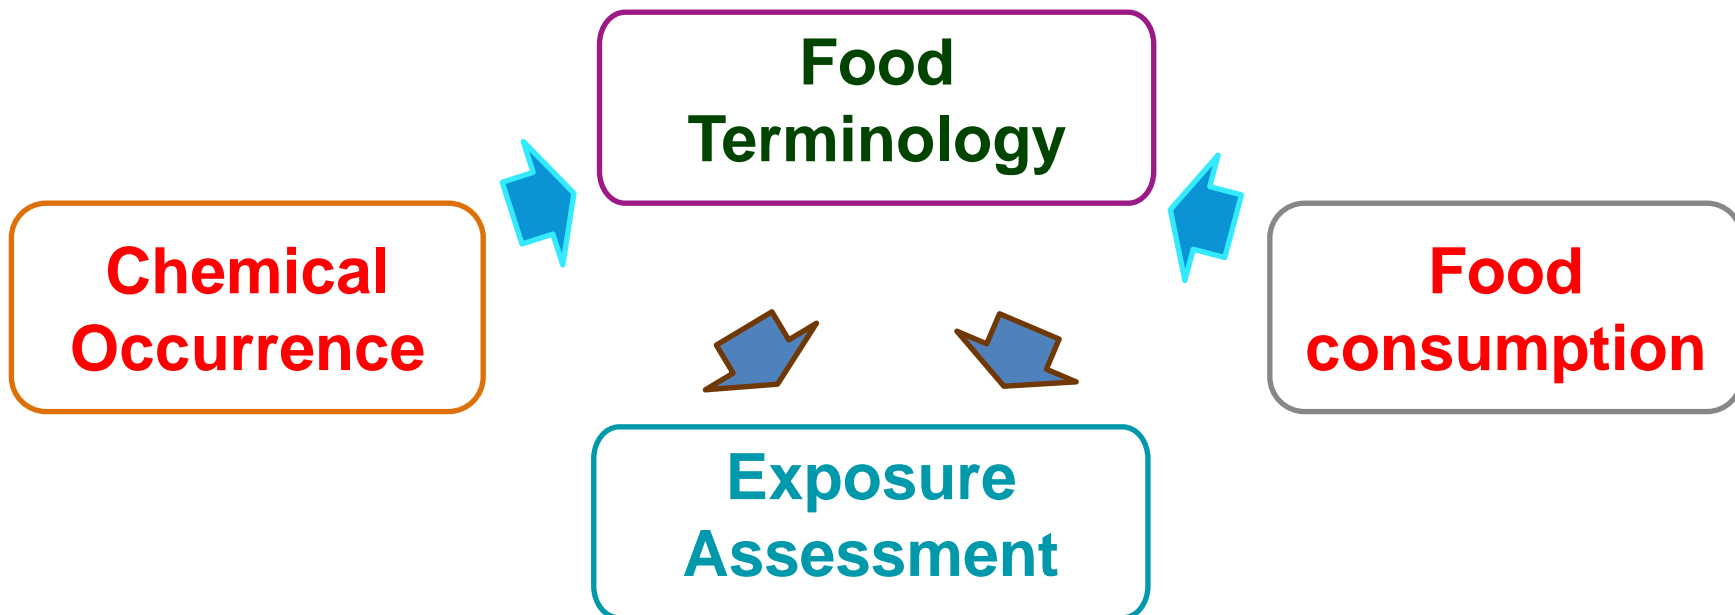 Food
Terminology
Chemical
Occurrence
Food
consumption
Exposure
Assessment